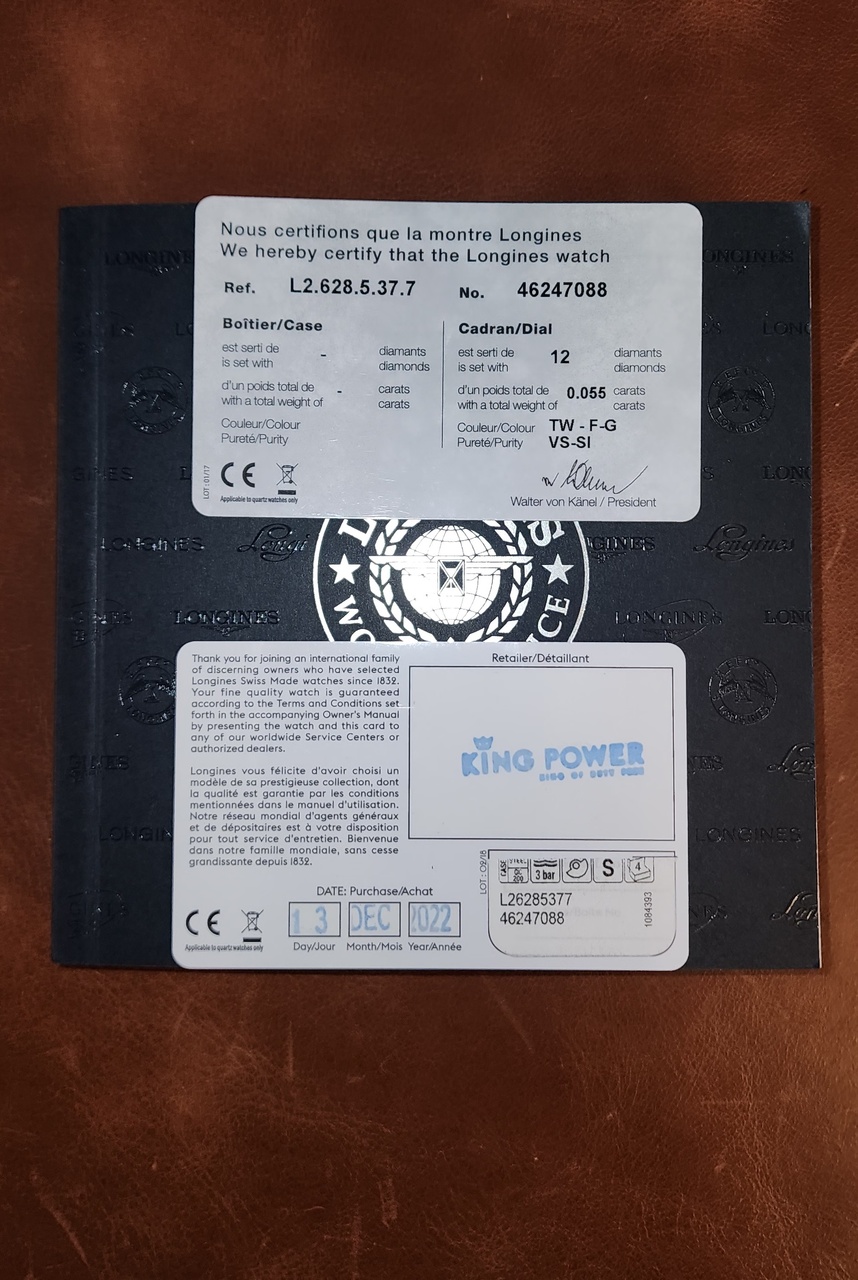 Nous certifions que la montre Longines
We hereby certify that the Longines watch
Ref. L2.628.5.37.7 No. 46247088
Boîtier/Case
est serti de - diamants
is set with diamonds
d'un poids total de - carats
with a total weight of carats
Couleur/Colour
Pureté/Purity
Cadran/Dial
est serti de 12 diamants
is set with diamonds
d'un poids total de 0.055 carats
with a total weight of carats
Couleur/Colour TW - F-G
Pureté/Purity VS-SI
LOT : 01/17
CE
Applicable to quartz watches only
Walter von Känel / President
LONGINES
Longines
Thank you for joining an international family
of discerning owners who have selected
Longines Swiss Made watches since 1832.
Your fine quality watch is guaranteed
according to the Terms and Conditions set
forth in the accompanying Owner's Manual
by presenting the watch and this card to
any of our worldwide Service Centers or
authorized dealers.
Longines vous félicite d'avoir choisi un
modèle de sa prestigieuse collection, dont
la qualité est garantie par les conditions
mentionnées dans le manuel d'utilisation.
Notre réseau mondial d'agents généraux
et de dépositaires est à votre disposition
pour tout service d'entretien. Bienvenue
dans notre famille mondiale, sans cesse
grandissante depuis 1832.
Retailer/Détaillant
KING POWER
DATE: Purchase/Achat
13 DEC 2022
Day/Jour Month/Mois Year/Année
CE
Applicable to quartz watches only
LOT : 02/18
CASE 3 bar S 4
L26285377
46247088
1084393